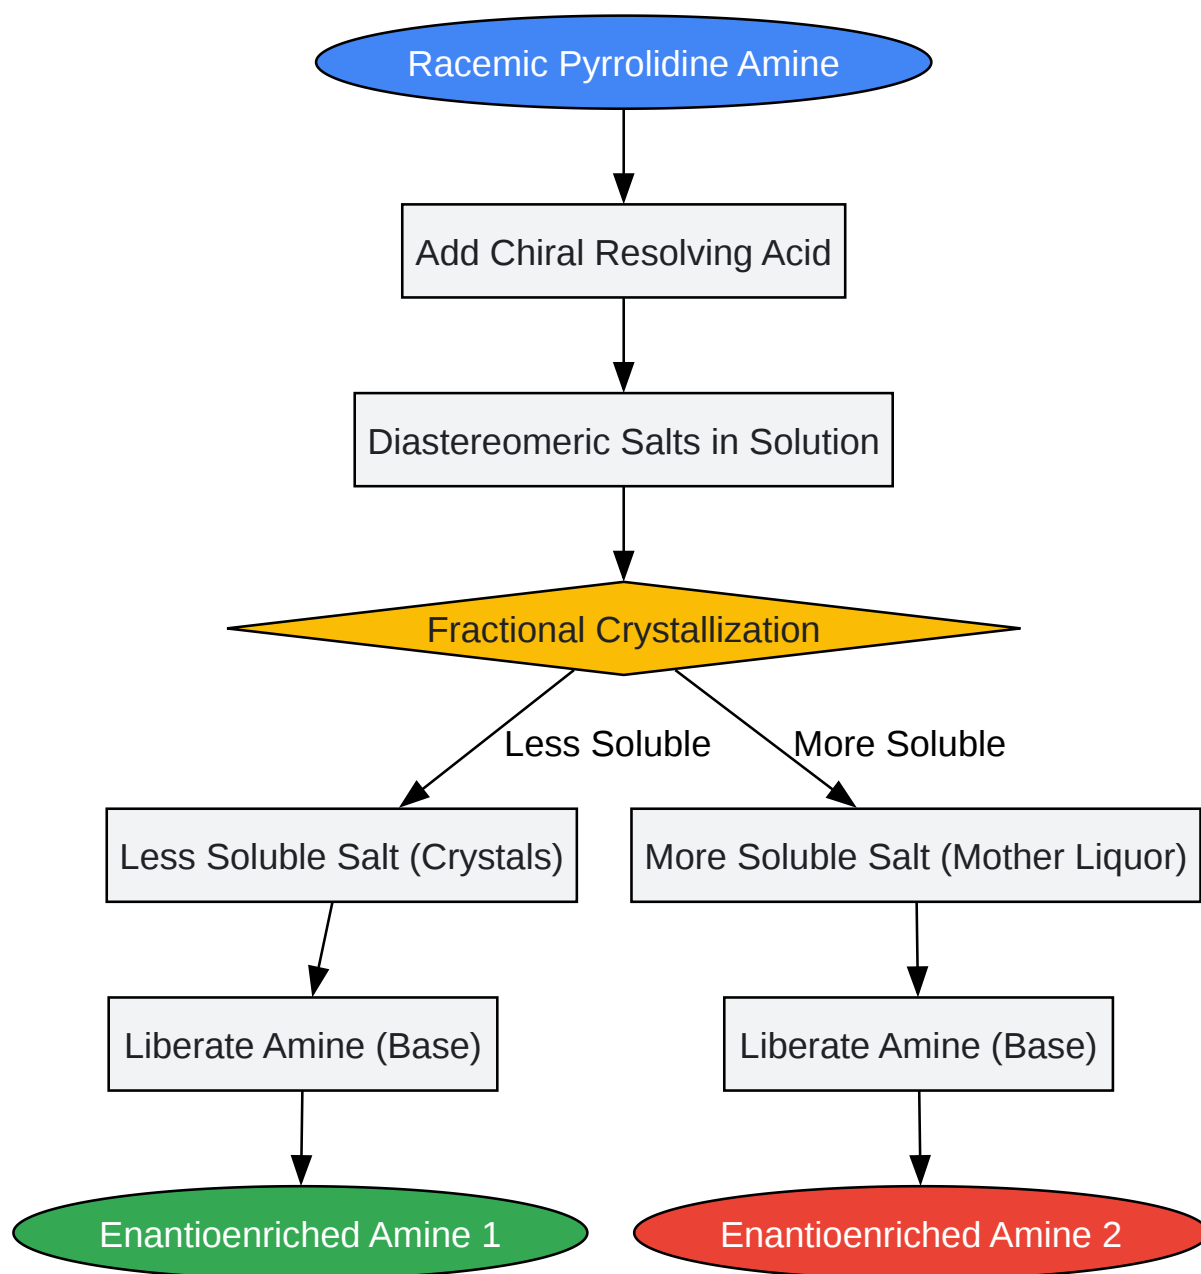 Racemic Pyrrolidine Amine
Add Chiral Resolving Acid
Diastereomeric Salts in Solution
Fractional Crystallization
Less Soluble
More Soluble
Less Soluble Salt (Crystals)
More Soluble Salt (Mother Liquor)
Liberate Amine (Base)
Liberate Amine (Base)
Enantioenriched Amine 1
Enantioenriched Amine 2